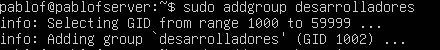 pablof@pablofserver:~$ sudo addgroup desarrolladores
info: Selecting GID from range 1000 to 59999 ...
info: Adding group `desarrolladores' (GID 1002) ...